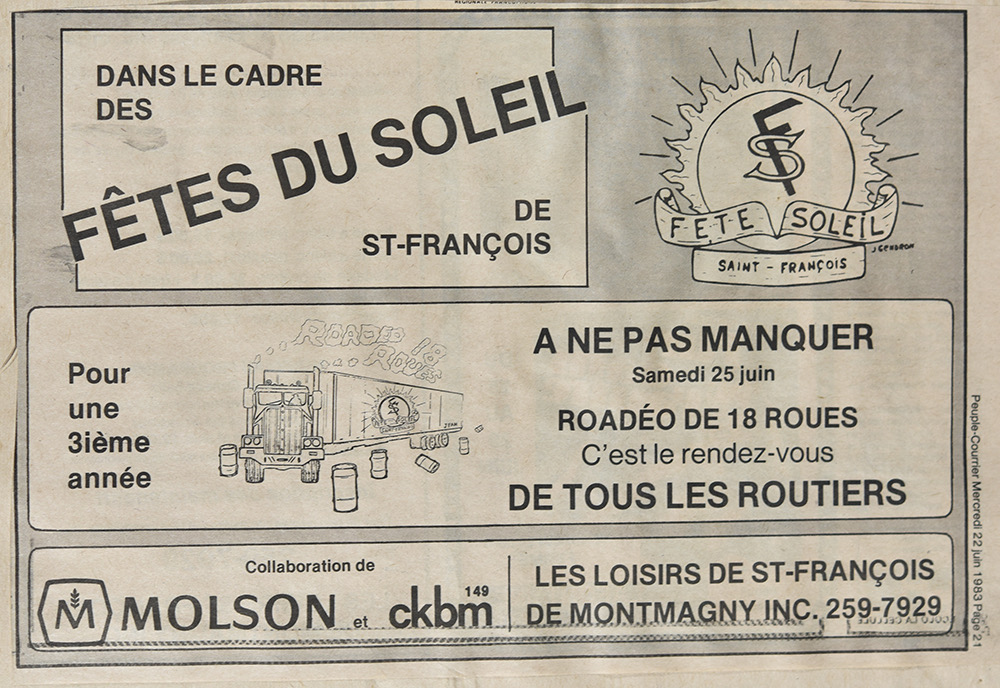 DANS LE CADRE
DES
FÊTES DU SOLEIL
DE
ST-FRANÇOIS
FS
FETE SOLEIL
J GENDRON
SAINT-FRANÇOIS
Pour
une
3ième
année
ROADEO 18
ROUES
A NE PAS MANQUER
Samedi 25 juin
ROADÉO DE 18 ROUES
C'est le rendez-vous
DE TOUS LES ROUTIERS
Collaboration de
M MOLSON et ckbm 149
LES LOISIRS DE ST-FRANÇOIS
DE MONTMAGNY INC. 259-7929
Peuple-Courrier Mercredi 22 juin 1983 Page 21